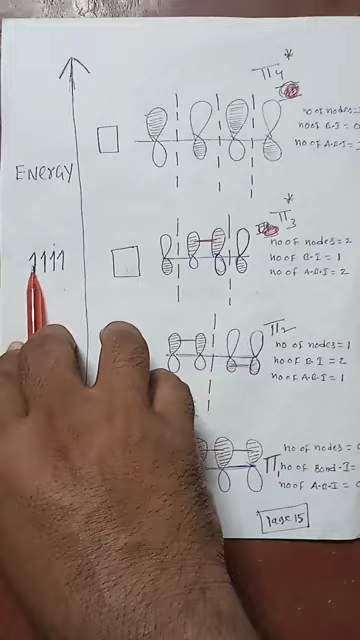 π4*
no of nodes=
no of B·I = 0
no of A·B·I =
ENERGY
π3*
no of nodes = 2
no of B·I = 1
no of A·B·I = 2
1111
π2
no of nodes = 1
no of B·I = 2
no of A·B·I = 1
no of nodes =
π
no of Bond·I =
no of A·B·I =
Page 15